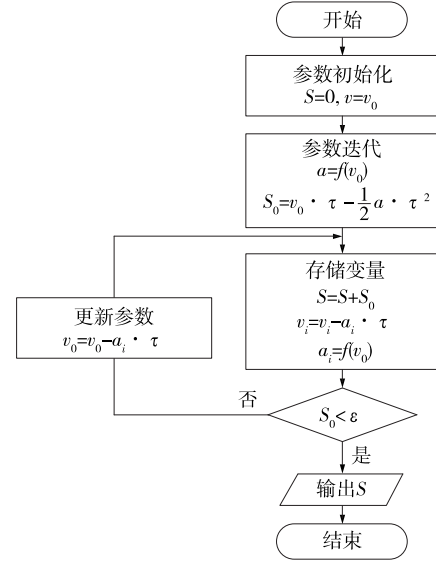 开始
参数初始化
S=0, v=v₀
参数迭代
a=f(v₀)
S₀=v₀· τ-1/2 a· τ²
存储变量
S=S+S₀
vᵢ=vᵢ-aᵢ· τ
aᵢ=f(v₀)
更新参数
v₀=v₀-aᵢ· τ
否
S₀<ε
是
输出S
结束